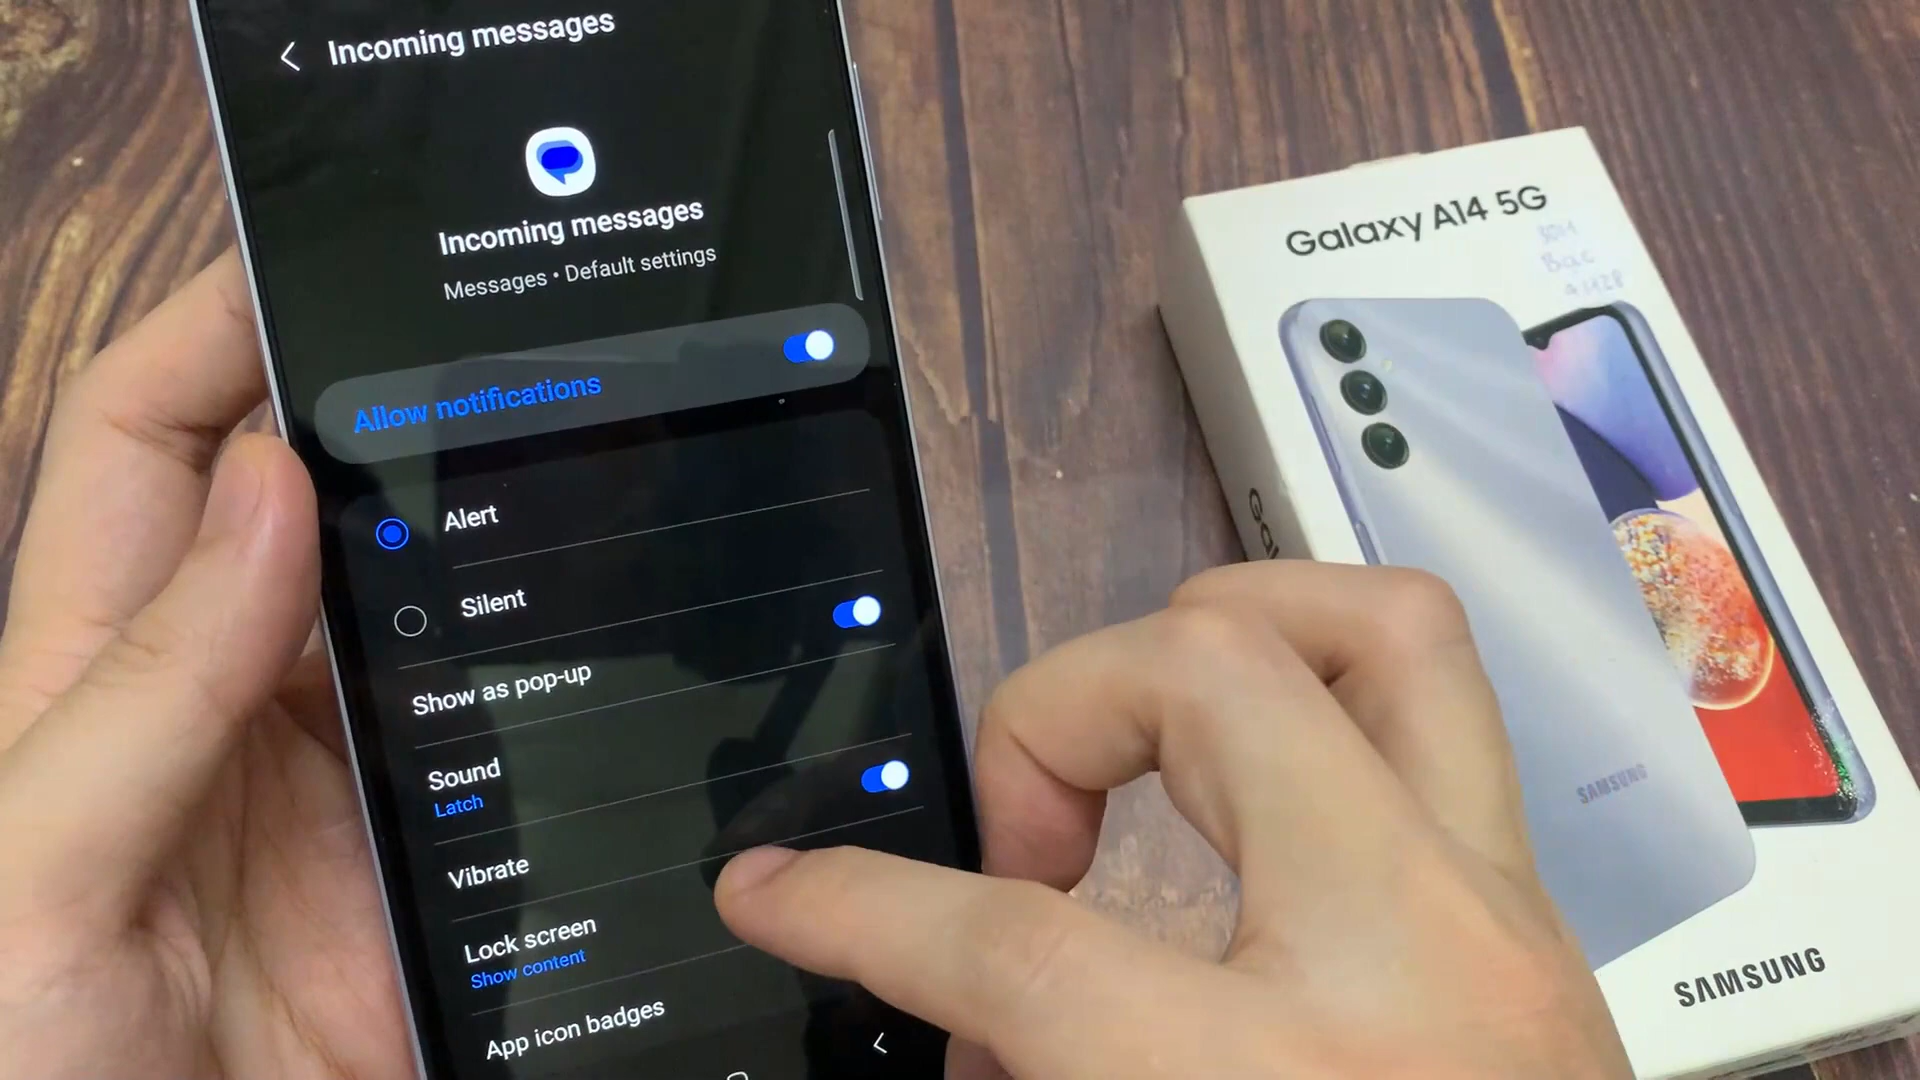 Incoming messages
Incoming messages
Messages • Default settings
Allow notifications
Alert
Silent
Show as pop-up
Sound
Latch
Vibrate
Lock screen
Show content
App icon badges
Galaxy A14 5G
SAMSUNG
SAMSUNG